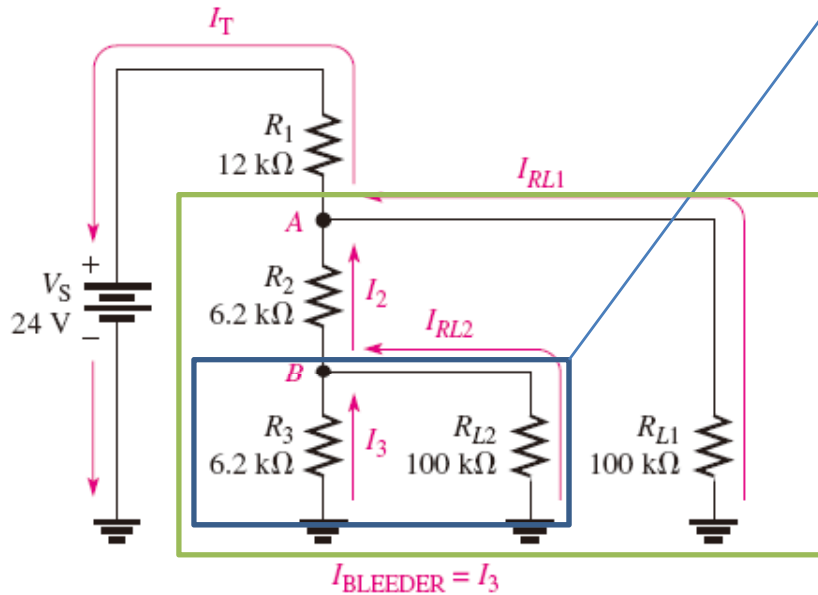 I_T
R_1
12 kΩ
I_RL1
A
+
V_S
24 V
−
R_2
6.2 kΩ
I_2
I_RL2
B
R_3
6.2 kΩ
I_3
R_L2
100 kΩ
R_L1
100 kΩ
I_BLEEDER = I_3